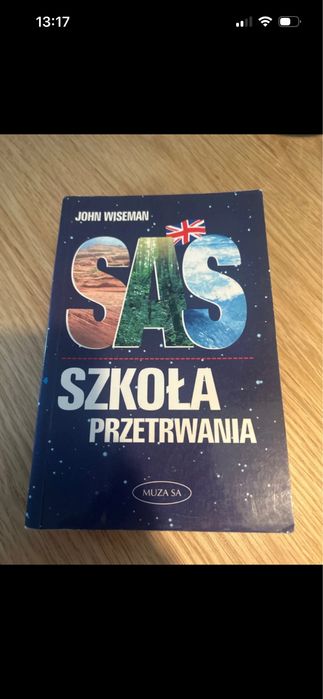 13:17
JOHN WISEMAN
SAS
SZKOŁA
PRZETRWANIA
MUZA SA